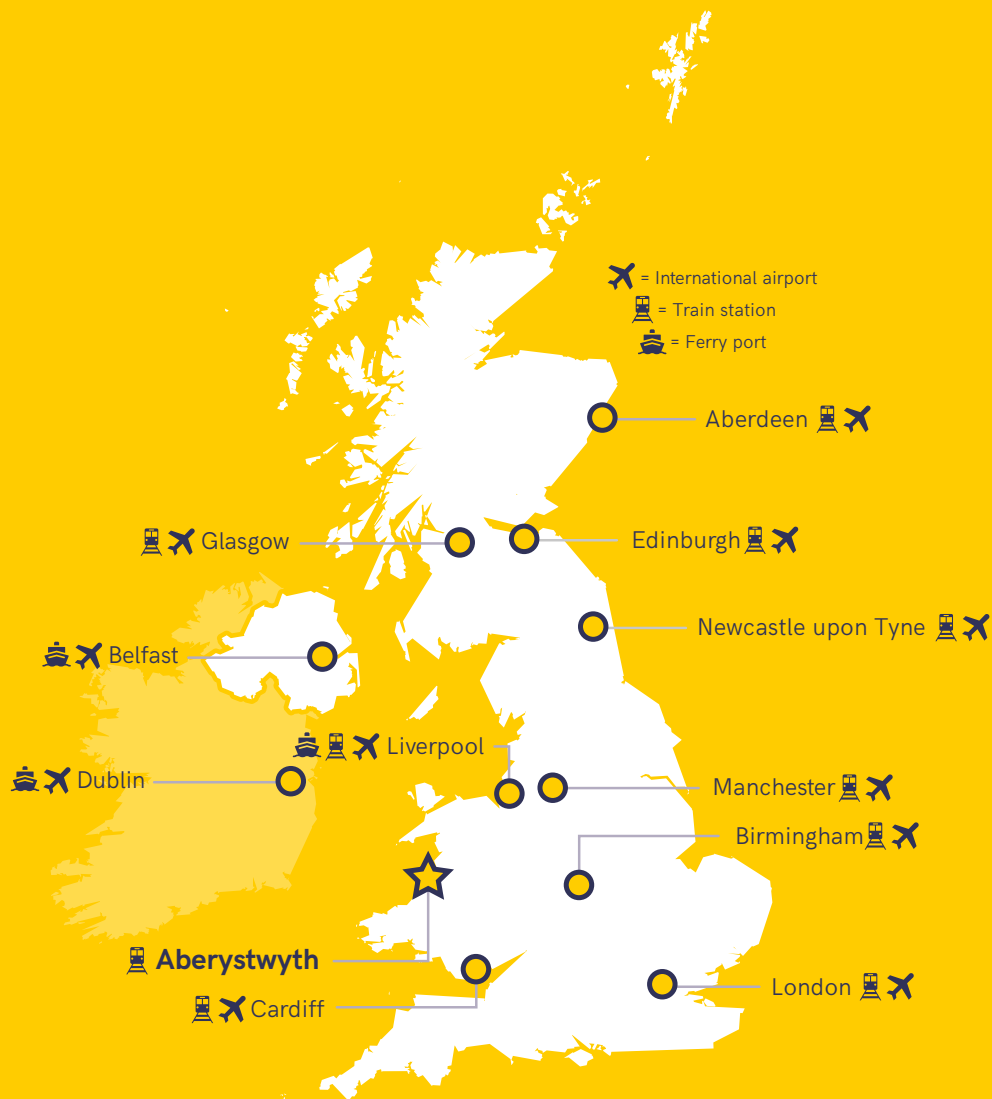 = International airport
= Train station
= Ferry port
Aberdeen
Glasgow
Edinburgh
Newcastle upon Tyne
Belfast
Liverpool
Dublin
Manchester
Birmingham
Aberystwyth
London
Cardiff